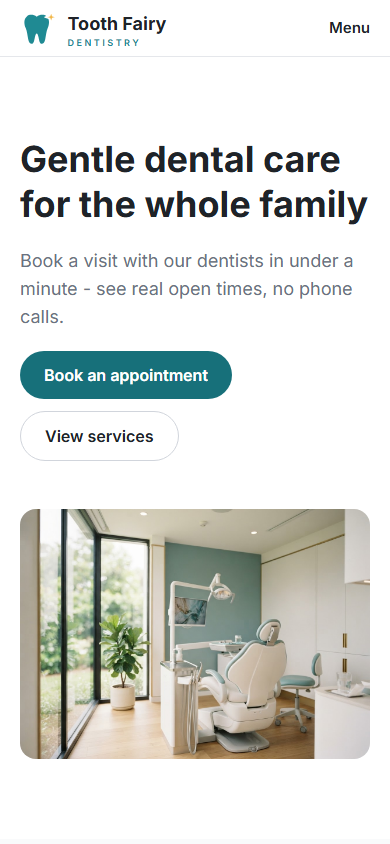 Tooth Fairy
DENTISTRY
Menu
Gentle dental care
for the whole family
Book a visit with our dentists in under a
minute - see real open times, no phone
calls.
Book an appointment
View services